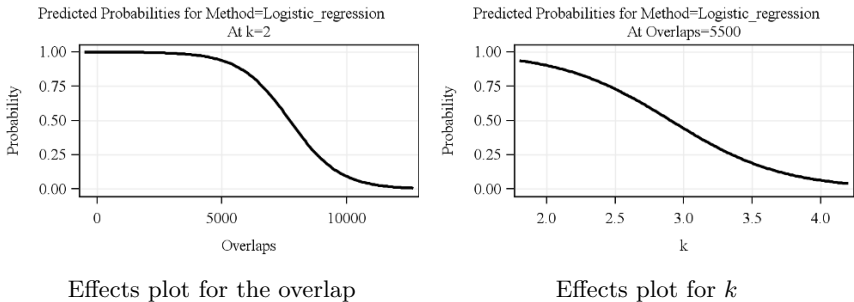 Predicted Probabilities for Method=Logistic_regression
At k=2
1.00
0.75
0.50
0.25
0.00
Probability
0
5000
10000
Overlaps
Effects plot for the overlap
Predicted Probabilities for Method=Logistic_regression
At Overlaps=5500
1.00
0.75
0.50
0.25
0.00
Probability
2.0
2.5
3.0
3.5
4.0
k
Effects plot for k